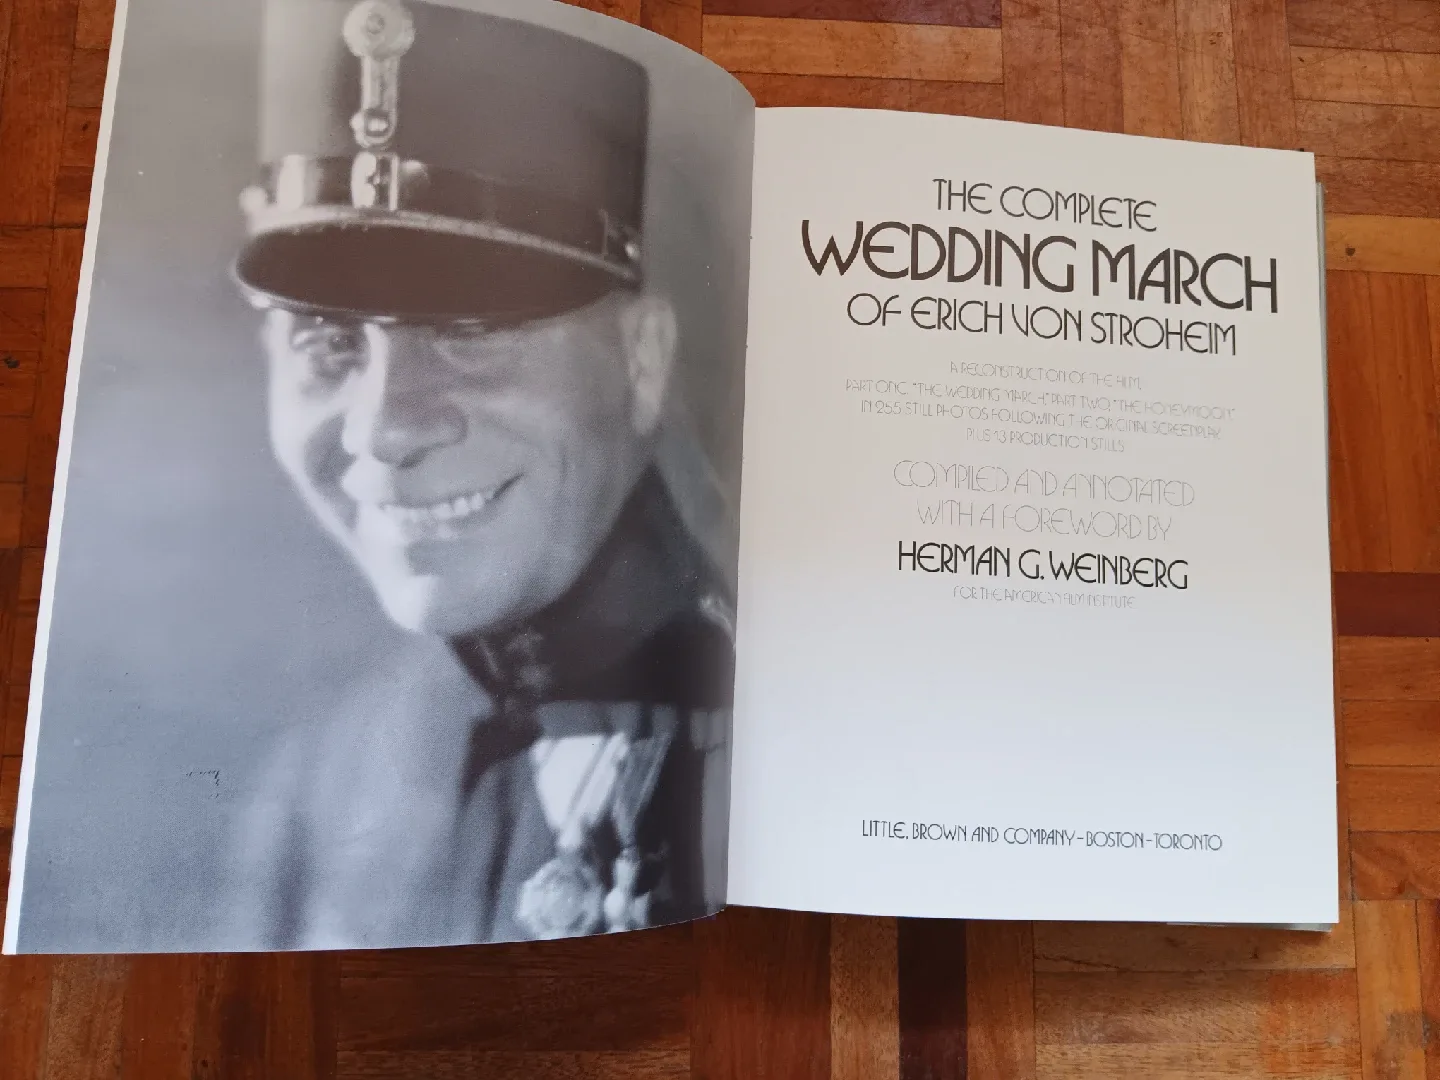 THE COMPLETE
WEDDING MARCH
OF ERICH VON STROHEIM
A RECONSTRUCTION OF THE FILM,
PART ONE, "THE WEDDING MARCH," PART TWO, "THE HONEYMOON,"
IN 255 STILL PHOTOS FOLLOWING THE ORIGINAL SCREENPLAY,
PLUS 13 PRODUCTION STILLS
COMPILED AND ANNOTATED
WITH A FOREWORD BY
HERMAN G. WEINBERG
FOR THE AMERICAN FILM INSTITUTE
LITTLE, BROWN AND COMPANY–BOSTON–TORONTO